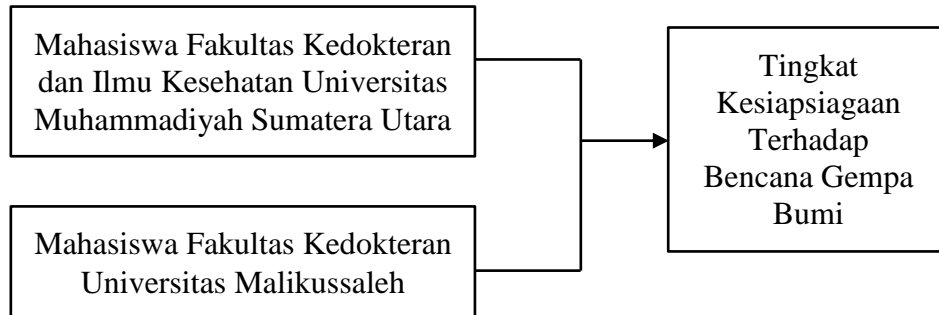 Mahasiswa Fakultas Kedokteran
dan Ilmu Kesehatan Universitas
Muhammadiyah Sumatera Utara
Mahasiswa Fakultas Kedokteran
Universitas Malikussaleh
Tingkat
Kesiapsiagaan
Terhadap
Bencana Gempa
Bumi